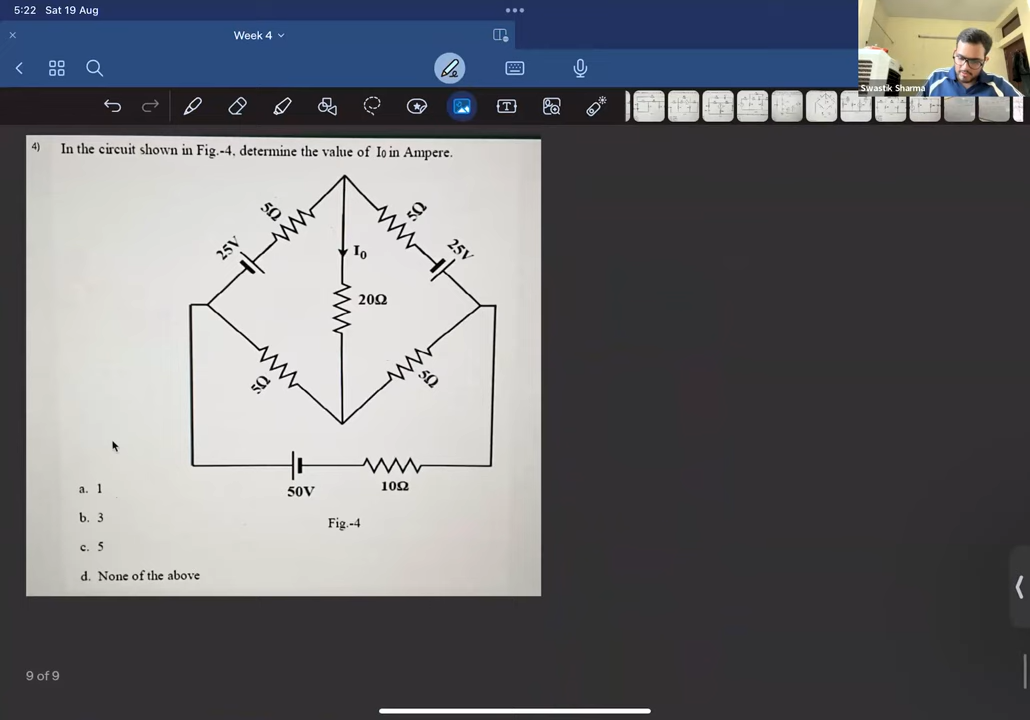 5:22 Sat 19 Aug
Week 4
Swastik Sharma
4) In the circuit shown in Fig.-4, determine the value of I₀ in Ampere.
5Ω
5Ω
25V
25V
I₀
20Ω
5Ω
5Ω
50V
10Ω
Fig.-4
a. 1
b. 3
c. 5
d. None of the above
9 of 9